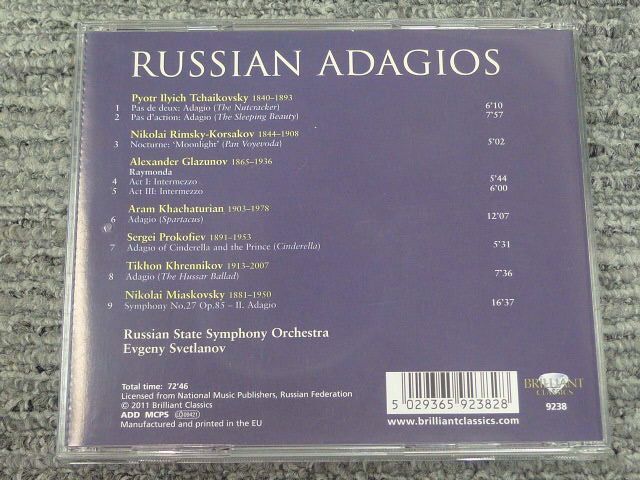 RUSSIAN ADAGIOS
Pyotr Ilyich Tchaikovsky 1840–1893
1 Pas de deux: Adagio (The Nutcracker) 6'10
2 Pas d'action: Adagio (The Sleeping Beauty) 7'57
Nikolai Rimsky-Korsakov 1844–1908
3 Nocturne: 'Moonlight' (Pan Voyevoda) 5'02
Alexander Glazunov 1865–1936
Raymonda
4 Act I: Intermezzo 5'44
5 Act III: Intermezzo 6'00
Aram Khachaturian 1903–1978
6 Adagio (Spartacus) 12'07
Sergei Prokofiev 1891–1953
7 Adagio of Cinderella and the Prince (Cinderella) 5'31
Tikhon Khrennikov 1913–2007
8 Adagio (The Hussar Ballad) 7'36
Nikolai Miaskovsky 1881–1950
9 Symphony No.27 Op.85 – II. Adagio 16'37
Russian State Symphony Orchestra
Evgeny Svetlanov
Total time: 72'46
Licensed from National Music Publishers, Russian Federation
© 2011 Brilliant Classics
ADD MCPS
Manufactured and printed in the EU
5 029365 923828
www.brilliantclassics.com
BRILLIANT
CLASSICS
9238